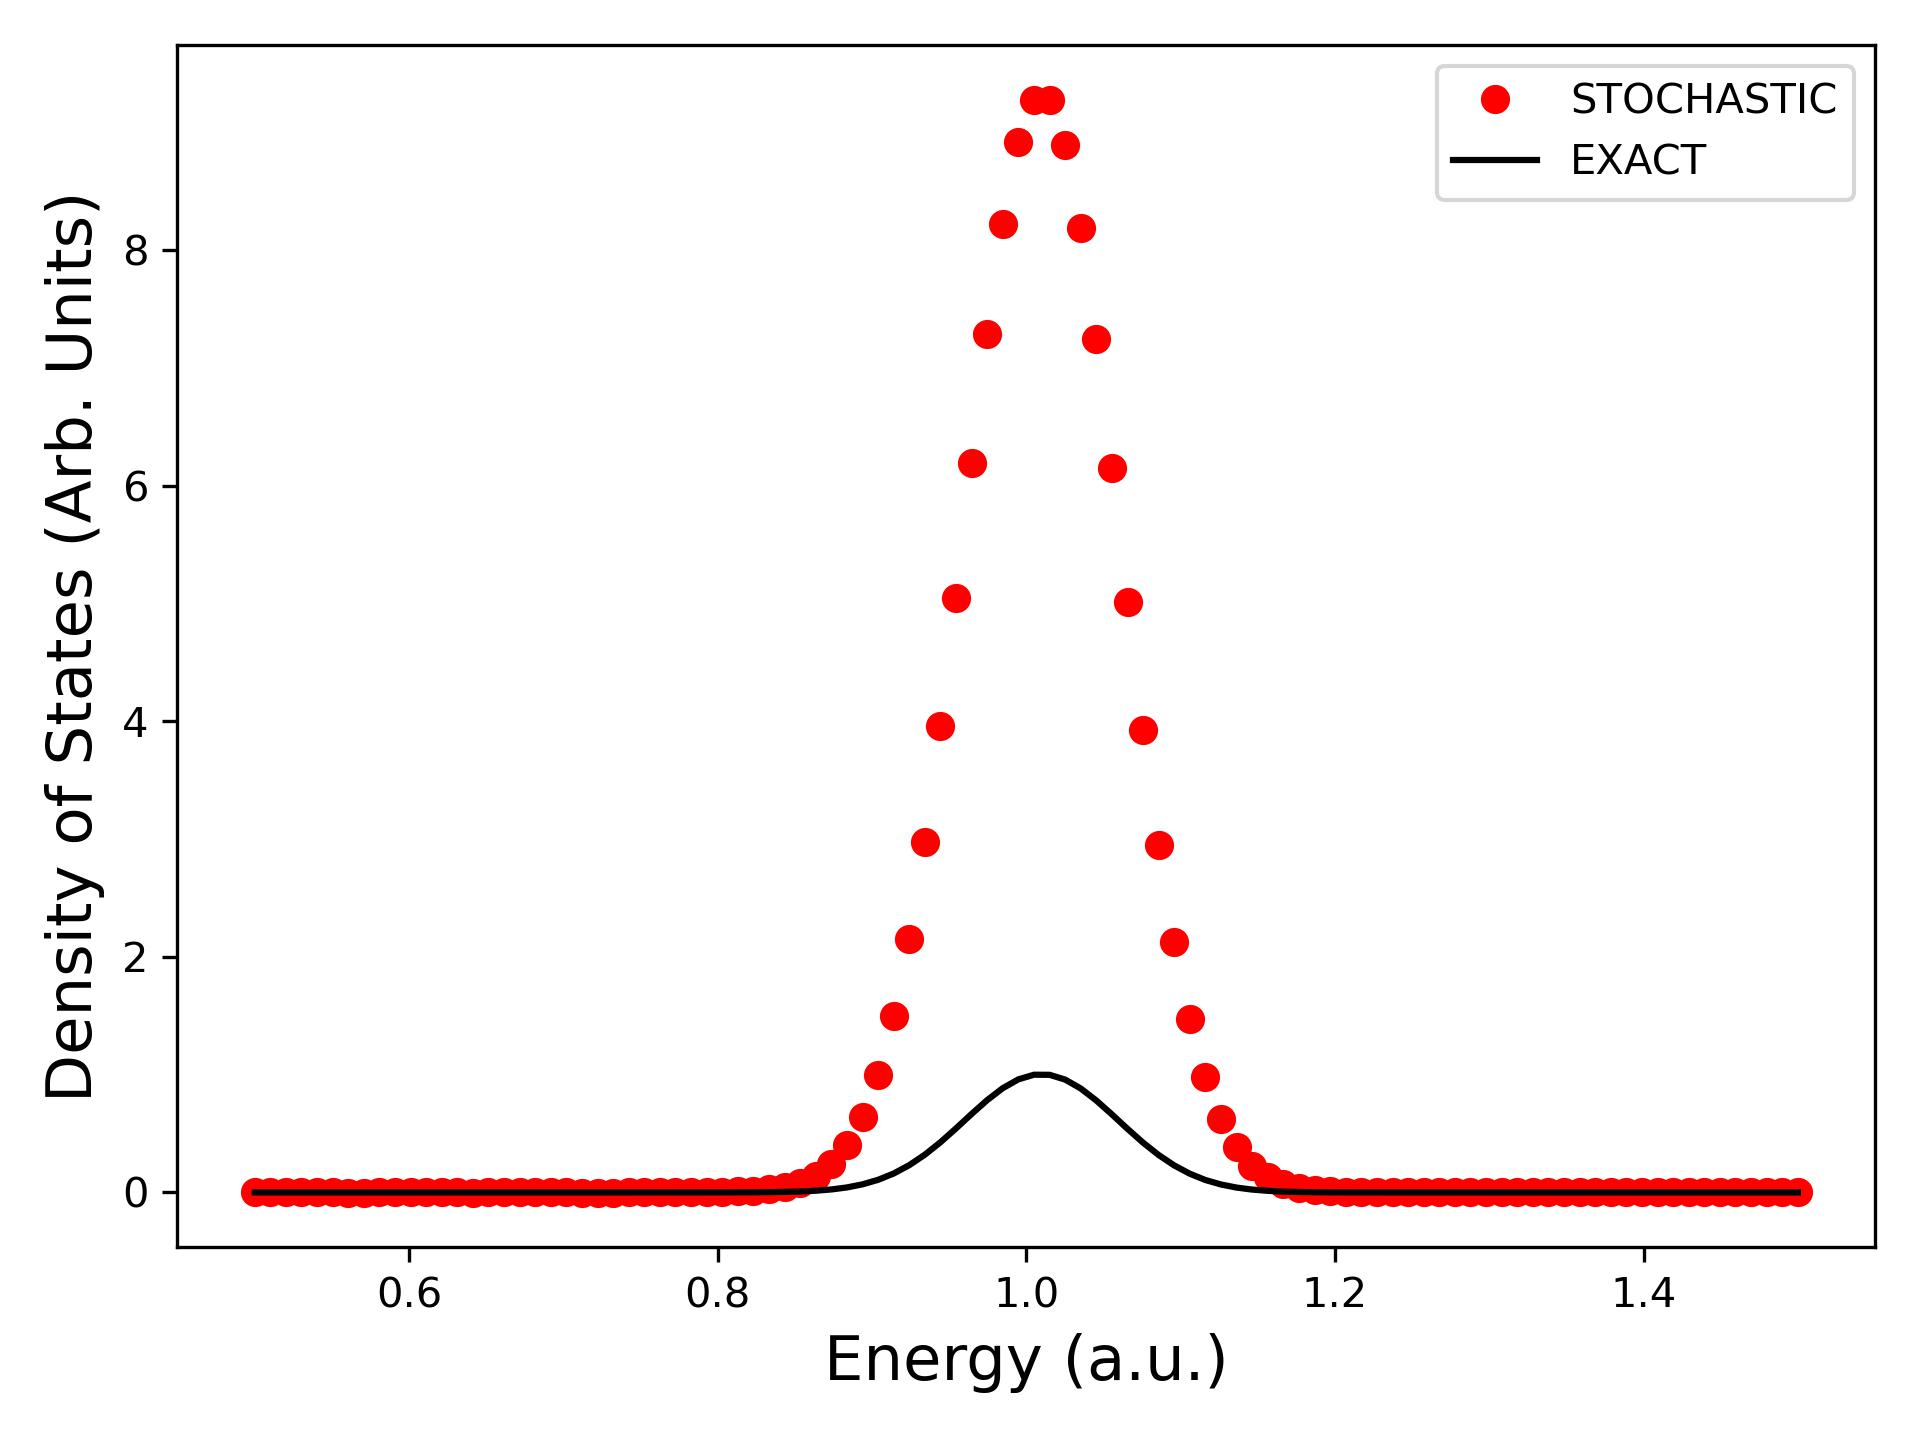 STOCHASTIC
EXACT
Density of States (Arb. Units)
8
6
4
2
0
0.6 0.8 1.0 1.2 1.4
Energy (a.u.)